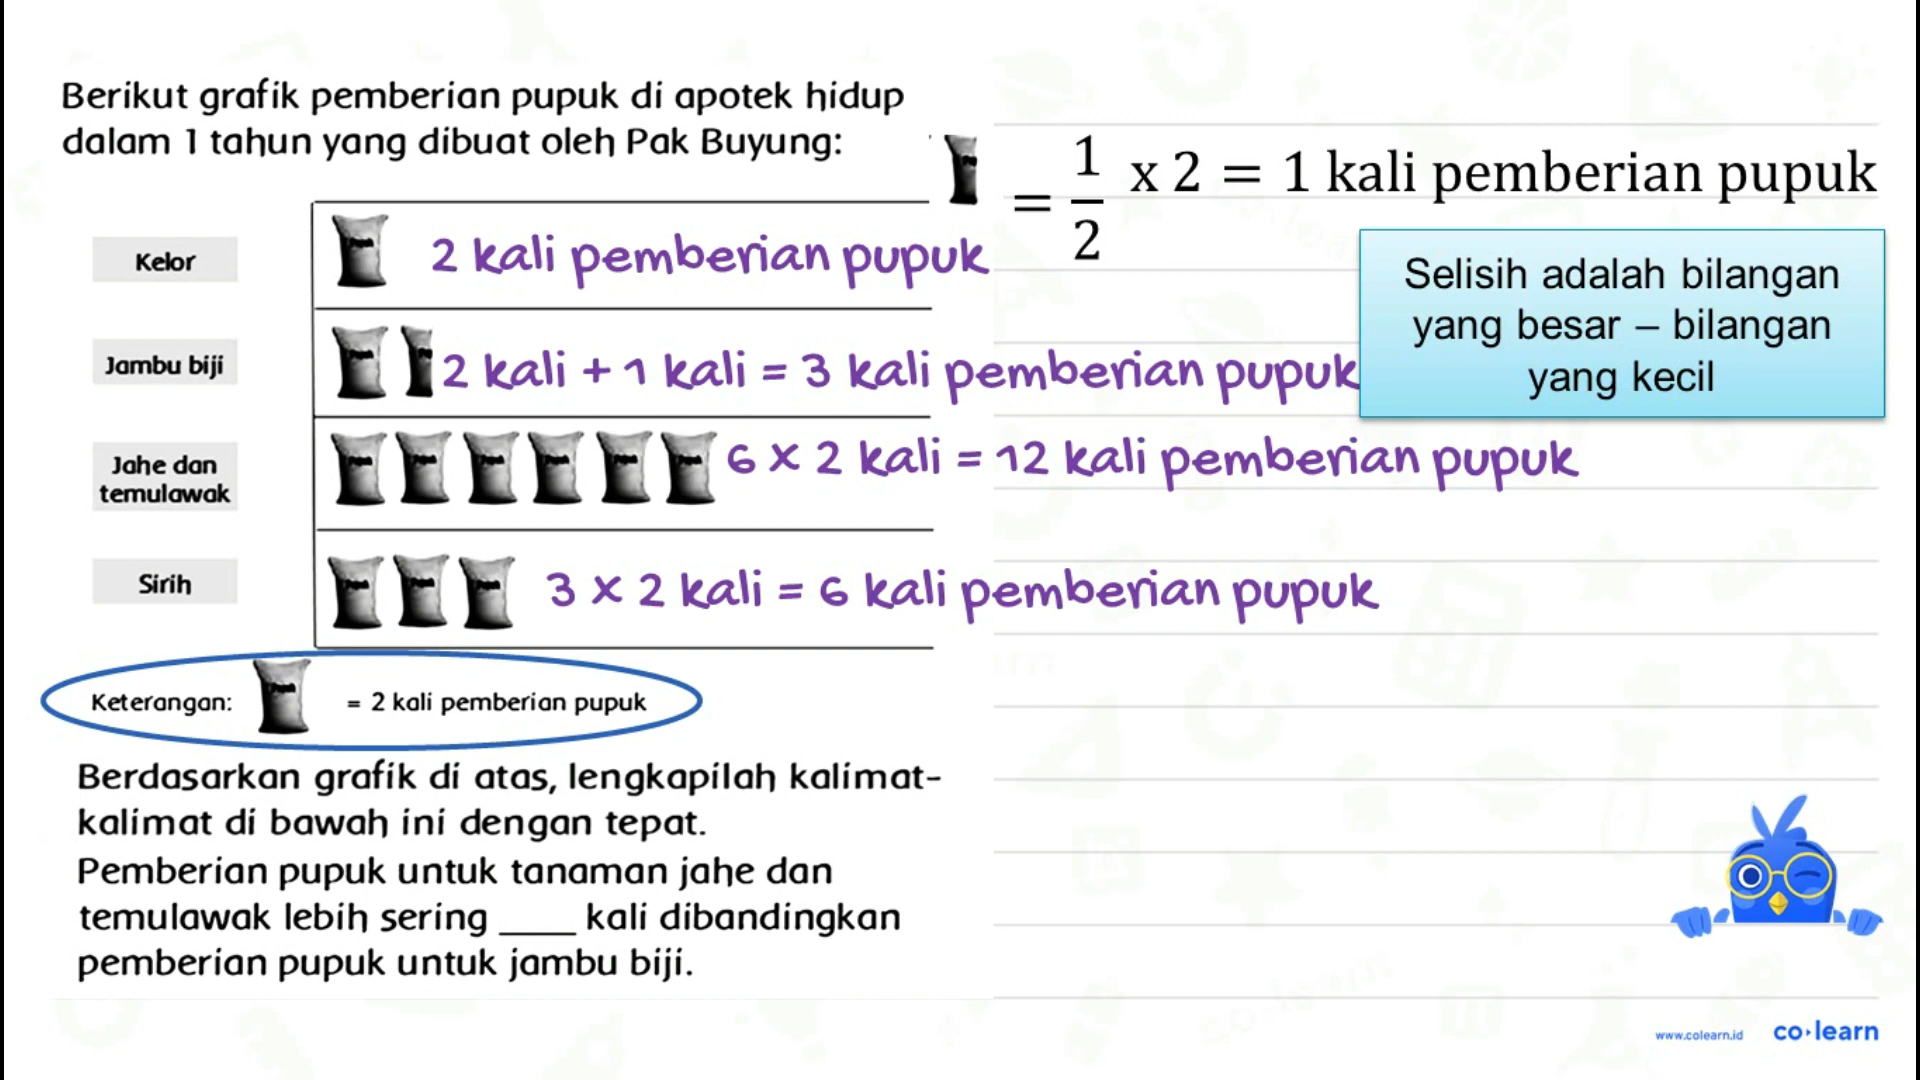 Berikut grafik pemberian pupuk di apotek hidup
dalam 1 tahun yang dibuat oleh Pak Buyung:
= 1/2 x 2 = 1 kali pemberian pupuk
Kelor
2 kali pemberian pupuk
Selisih adalah bilangan
yang besar – bilangan
yang kecil
Jambu biji
2 kali + 1 kali = 3 kali pemberian pupuk
Jahe dan
temulawak
6 x 2 kali = 12 kali pemberian pupuk
Sirih
3 x 2 kali = 6 kali pemberian pupuk
Keterangan: = 2 kali pemberian pupuk
Berdasarkan grafik di atas, lengkapilah kalimat-
kalimat di bawah ini dengan tepat.
Pemberian pupuk untuk tanaman jahe dan
temulawak lebih sering ____ kali dibandingkan
pemberian pupuk untuk jambu biji.
www.colearn.id co·learn